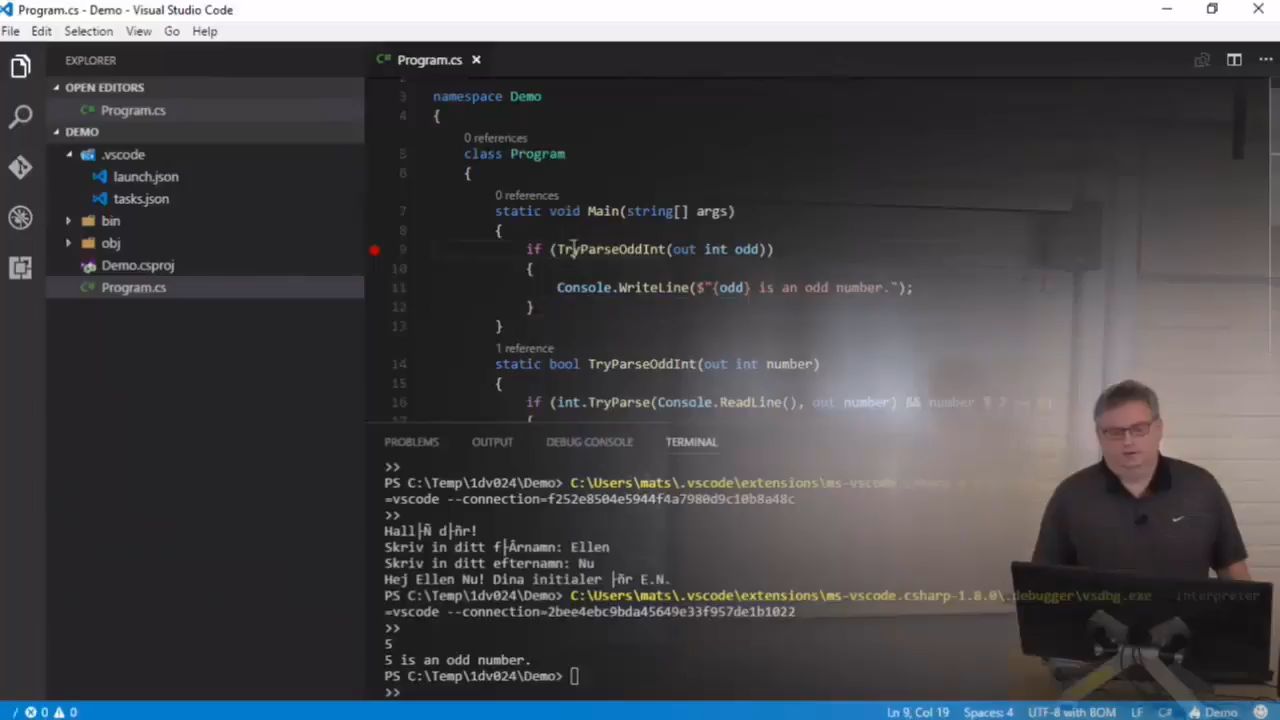 Program.cs - Demo - Visual Studio Code
File Edit Selection View Go Help
EXPLORER
OPEN EDITORS
C# Program.cs
DEMO
.vscode
launch.json
tasks.json
bin
obj
Demo.csproj
C# Program.cs
C# Program.cs
3 namespace Demo
4 {
0 references
5 class Program
6 {
0 references
7 static void Main(string[] args)
8 {
9 if (TryParseOddInt(out int odd))
10 {
11 Console.WriteLine($"{odd} is an odd number.");
12 }
13 }
1 reference
14 static bool TryParseOddInt(out int number)
15 {
16 if (int.TryParse(Console.ReadLine(), out number) && number % 2 != 0)
17 {
PROBLEMS OUTPUT DEBUG CONSOLE TERMINAL
>>
PS C:\Temp\1dv024\Demo> C:\Users\mats\.vscode\extensions\ms-vscode.csharp
=vscode --connection=f252e8504e5944f4a7980d9c10b8a48c
>>
Hall├Ñ d├ñr!
Skriv in ditt f├Ârnamn: Ellen
Skriv in ditt efternamn: Nu
Hej Ellen Nu! Dina initialer ├ñr E.N.
PS C:\Temp\1dv024\Demo> C:\Users\mats\.vscode\extensions\ms-vscode.csharp-1.8.0\.debugger\vsdbg.exe --interpreter
=vscode --connection=2bee4ebc9bda45649e33f957de1b1022
>>
5
5 is an odd number.
PS C:\Temp\1dv024\Demo>
>>
0 0 Ln 9, Col 19 Spaces: 4 UTF-8 with BOM LF C# Demo